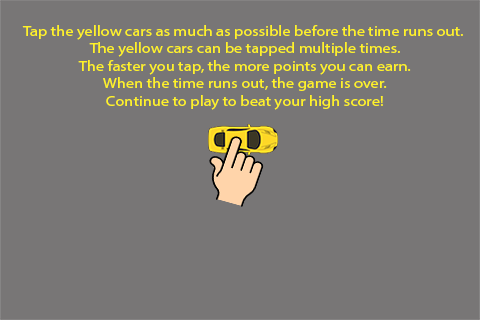 Tap the yellow cars as much as possible before the time runs out.
The yellow cars can be tapped multiple times.
The faster you tap, the more points you can earn.
When the time runs out, the game is over.
Continue to play to beat your high score!